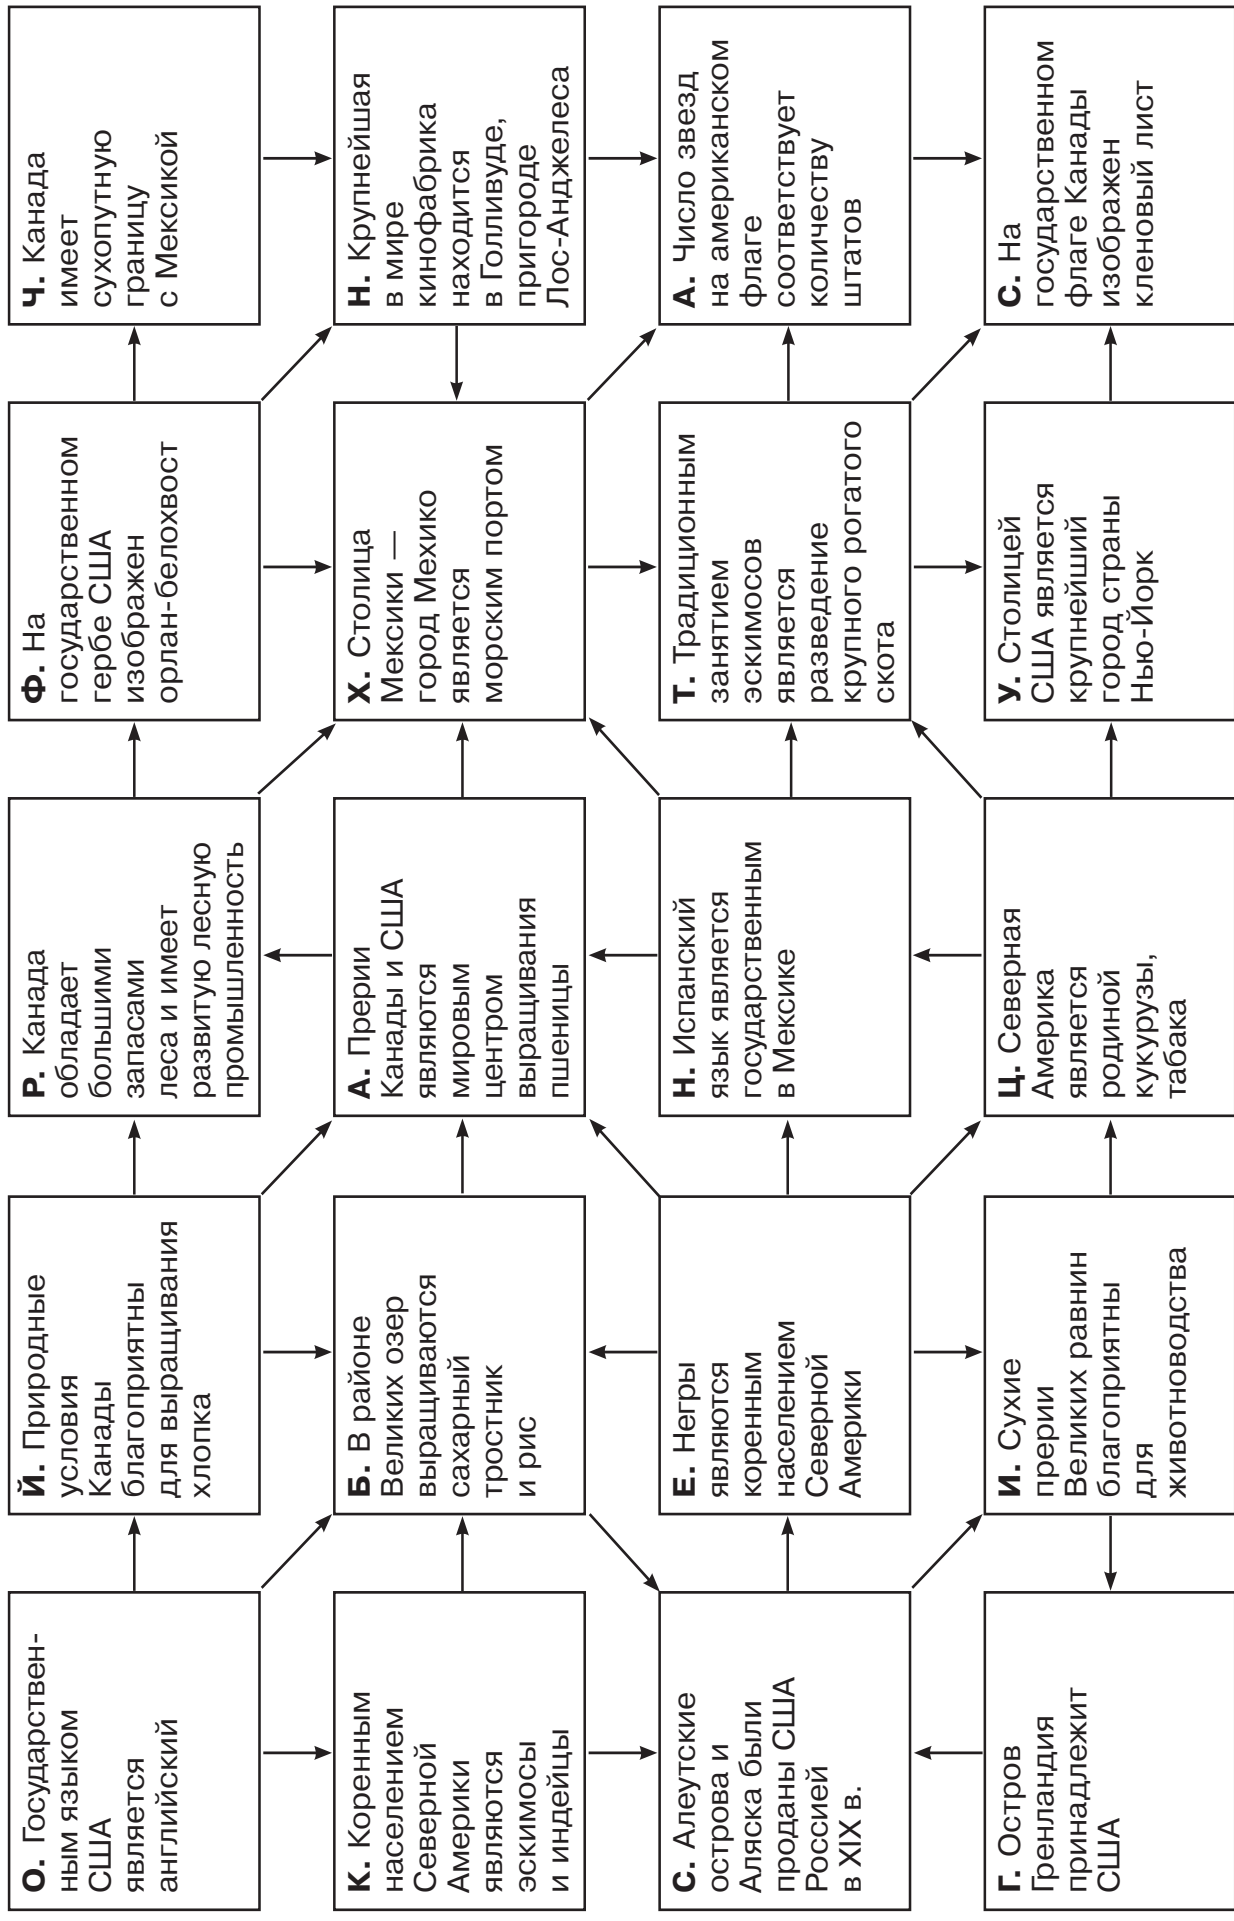 О. Государствен-
ным языком
США
является
английский
Й. Природные
условия
Канады
благоприятны
для выращивания
хлопка
Р. Канада
обладает
большими
запасами
леса и имеет
развитую лесную
промышленность
Ф. На
государственном
гербе США
изображен
орлан-белохвост
Ч. Канада
имеет
сухопутную
границу
с Мексикой
К. Коренным
населением
Северной
Америки
являются
эскимосы
и индейцы
Б. В районе
Великих озер
выращиваются
сахарный
тростник
и рис
А. Прерии
Канады и США
являются
мировым
центром
выращивания
пшеницы
Х. Столица
Мексики —
город Мехико
является
морским портом
Н. Крупнейшая
в мире
кинофабрика
находится
в Голливуде,
пригороде
Лос-Анджелеса
С. Алеутские
острова и
Аляска были
проданы США
Россией
в XIX в.
Е. Негры
являются
коренным
населением
Северной
Америки
Н. Испанский
язык является
государственным
в Мексике
Т. Традиционным
занятием
эскимосов
является
разведение
крупного рогатого
скота
А. Число звезд
на американском
флаге
соответствует
количеству
штатов
Г. Остров
Гренландия
принадлежит
США
И. Сухие
прерии
Великих равнин
благоприятны
для
животноводства
Ц. Северная
Америка
является
родиной
кукурузы,
табака
У. Столицей
США является
крупнейший
город страны
Нью-Йорк
С. На
государственном
флаге Канады
изображен
кленовый лист